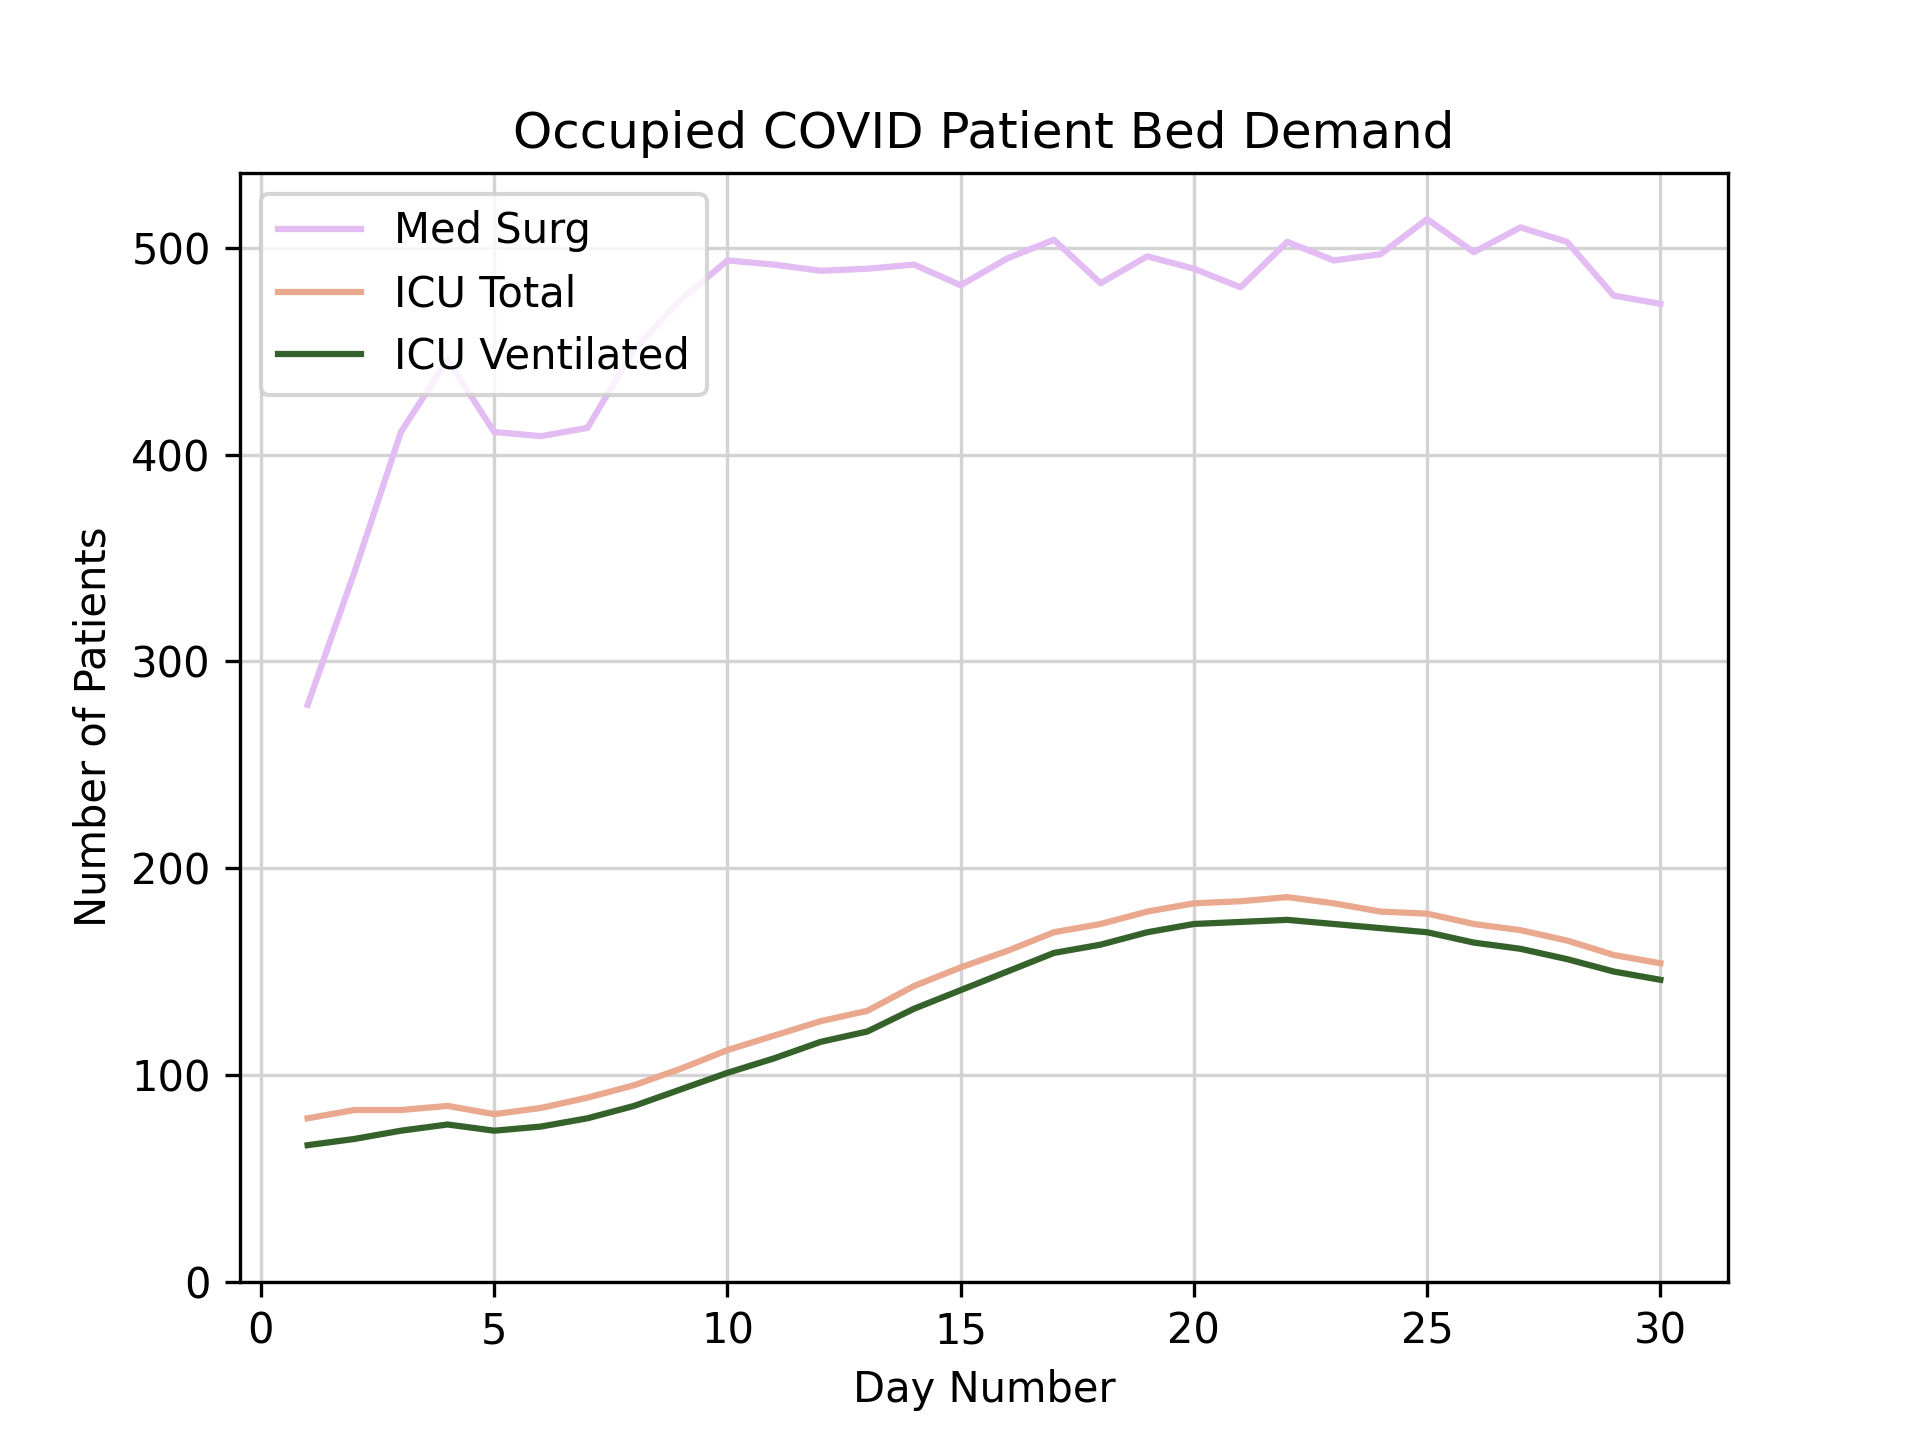 Occupied COVID Patient Bed Demand
Med Surg
ICU Total
ICU Ventilated
Number of Patients
500
400
300
200
100
0
0 5 10 15 20 25 30
Day Number